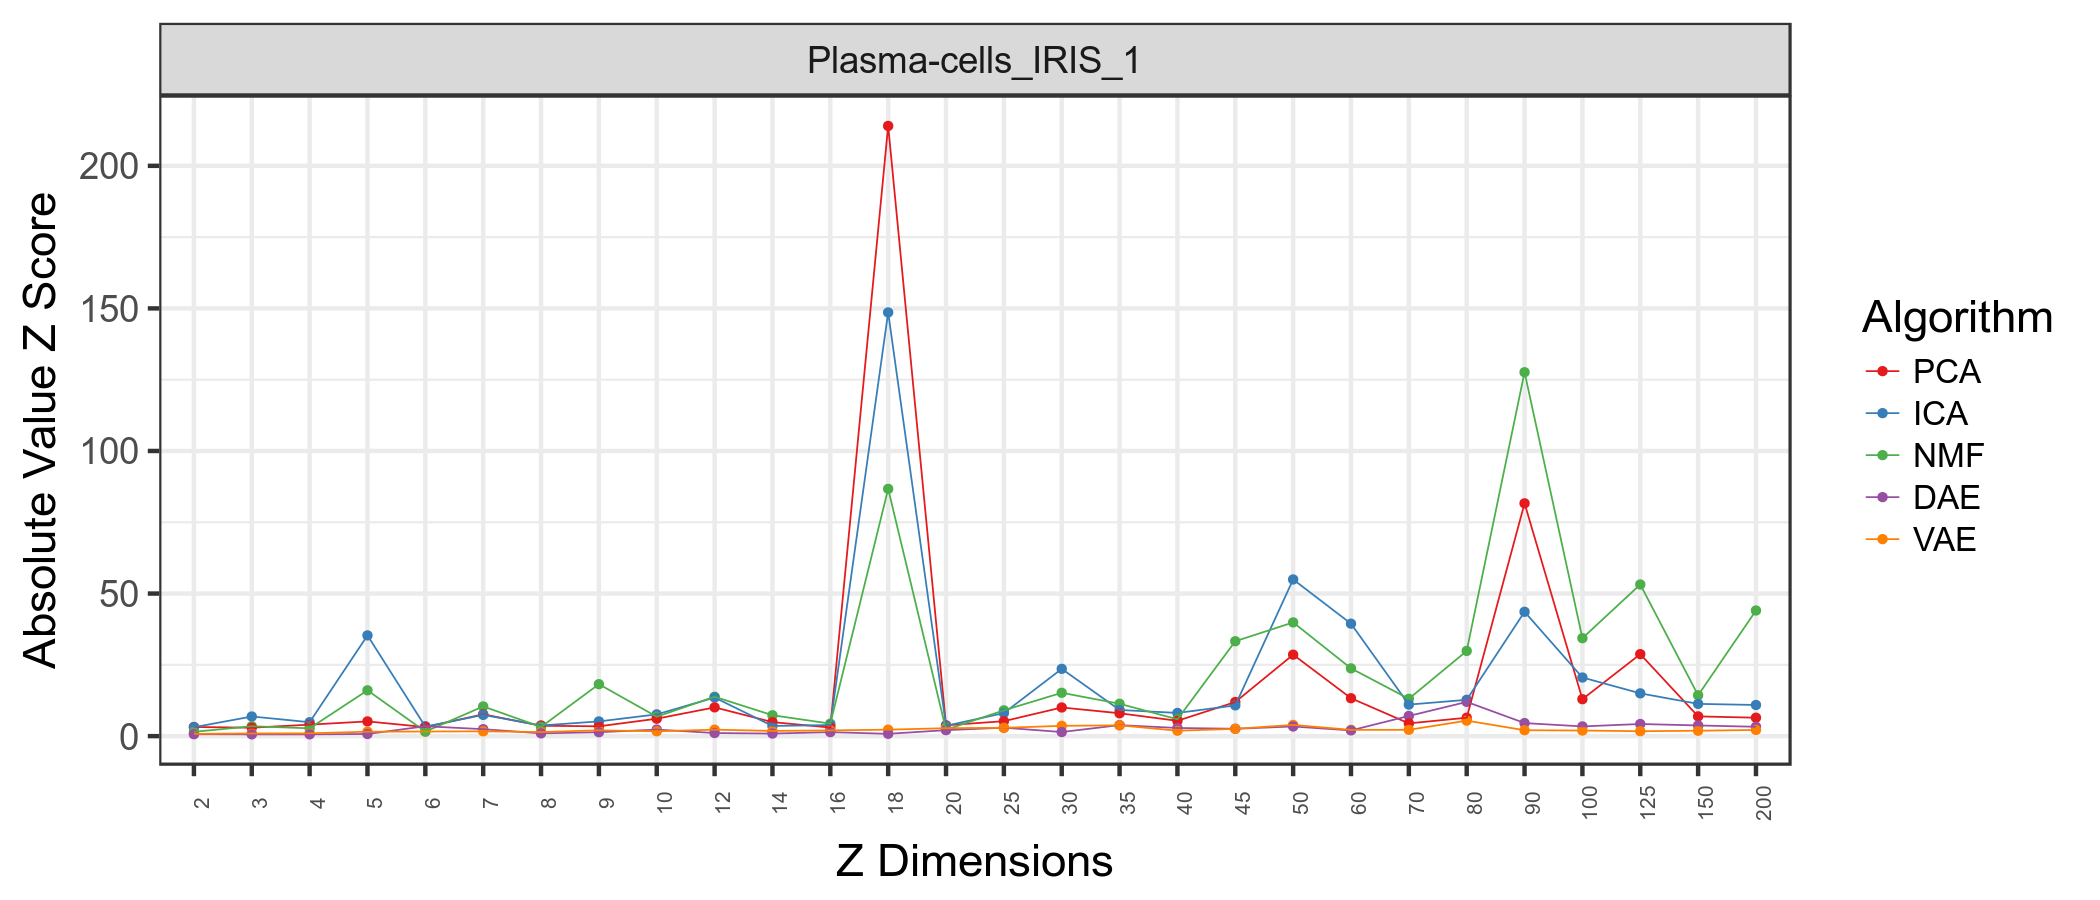 Plasma-cells_IRIS_1
Absolute Value Z Score
200
150
100
50
0
2 3 4 5 6 7 8 9 10 12 14 16 18 20 25 30 35 40 45 50 60 70 80 90 100 125 150 200
Z Dimensions
Algorithm
PCA
ICA
NMF
DAE
VAE